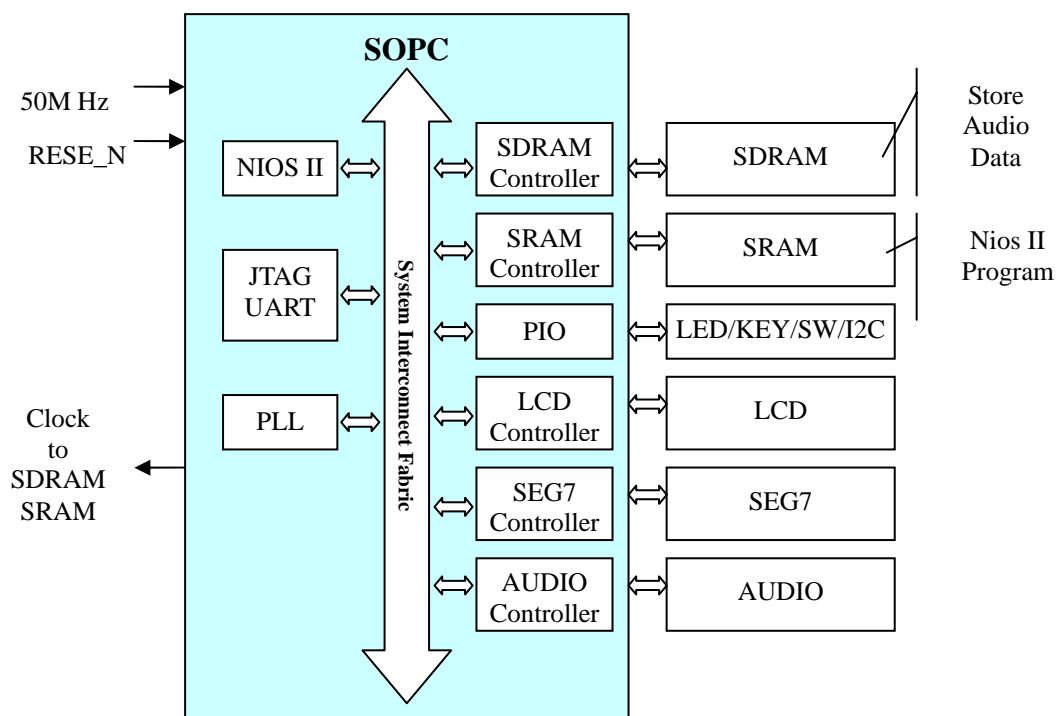 SOPC
50M Hz
RESE_N
NIOS II
JTAG
UART
PLL
Clock
to
SDRAM
SRAM
System Interconnect Fabric
SDRAM
Controller
SRAM
Controller
PIO
LCD
Controller
SEG7
Controller
AUDIO
Controller
SDRAM
SRAM
LED/KEY/SW/I2C
LCD
SEG7
AUDIO
Store
Audio
Data
Nios II
Program